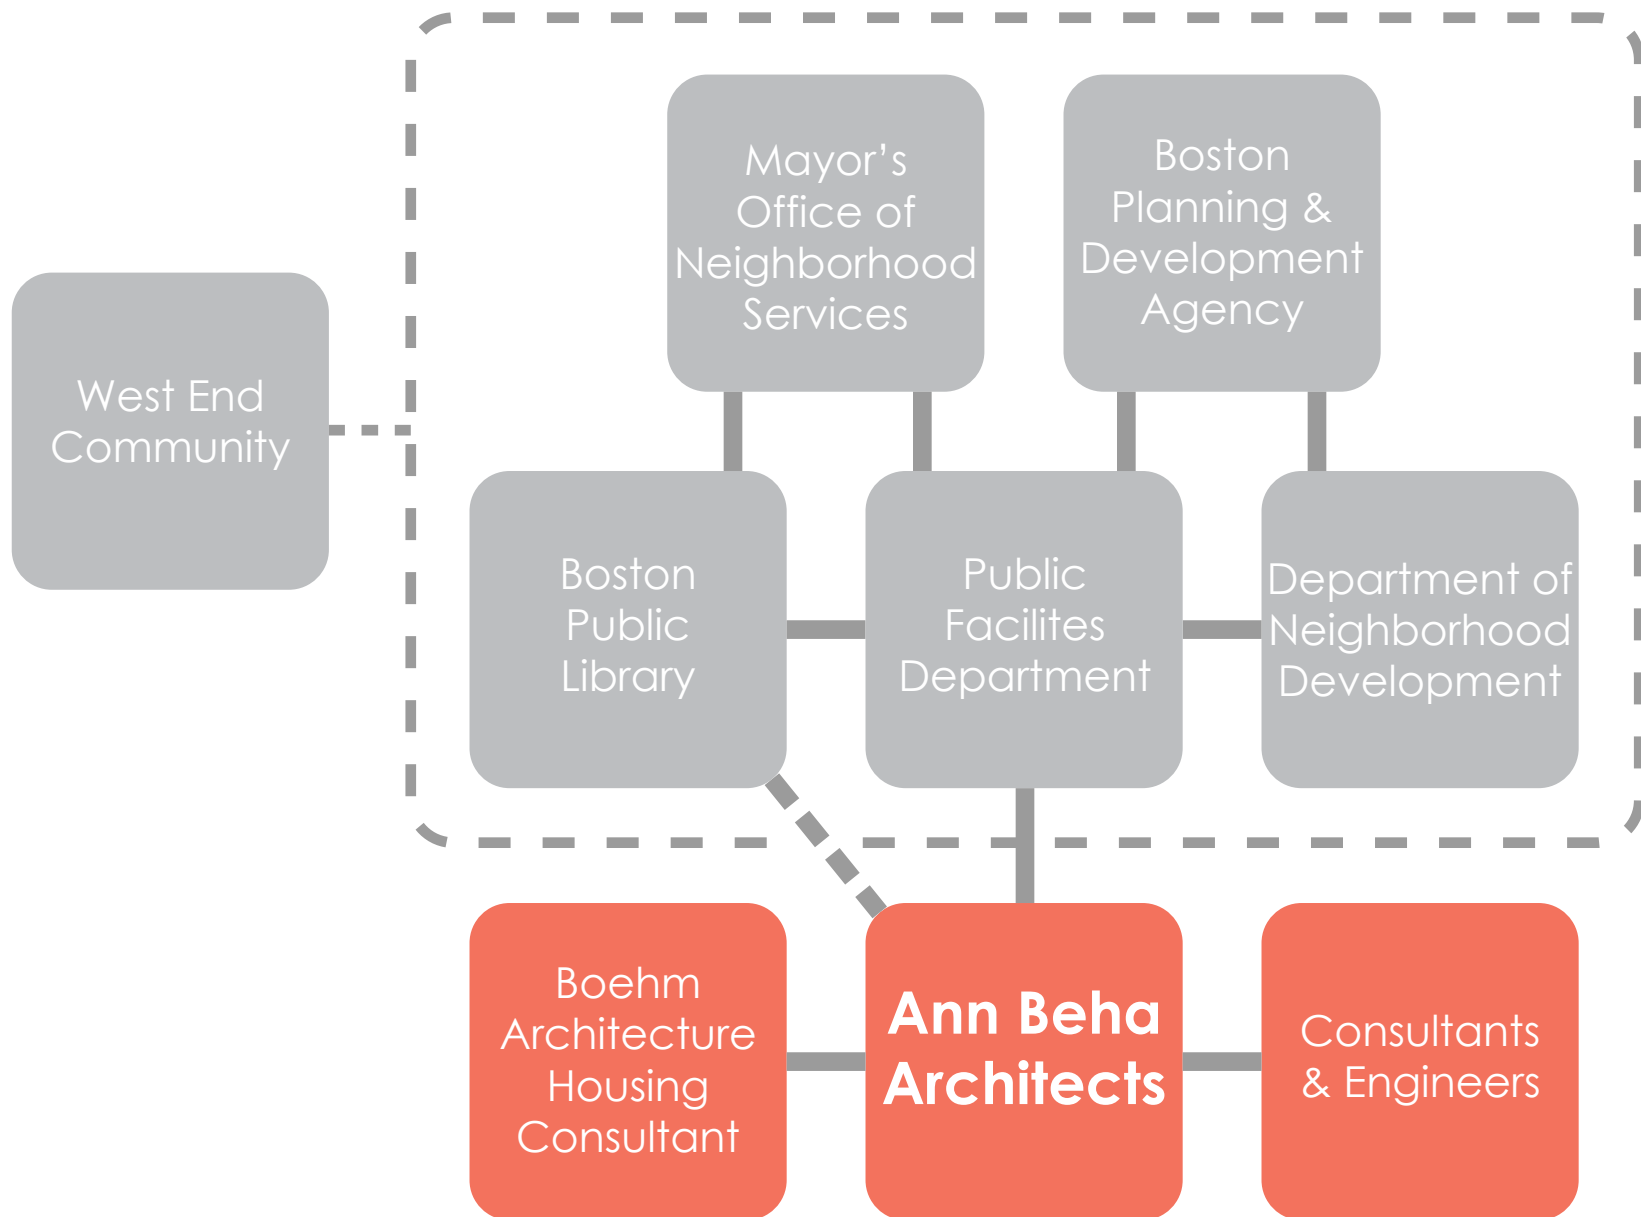 Mayor’s
Office of
Neighborhood
Services
Boston
Planning &
Development
Agency
West End
Community
Boston
Public
Library
Public
Facilites
Department
Department of
Neighborhood
Development
Boehm
Architecture
Housing
Consultant
Ann Beha
Architects
Consultants
& Engineers